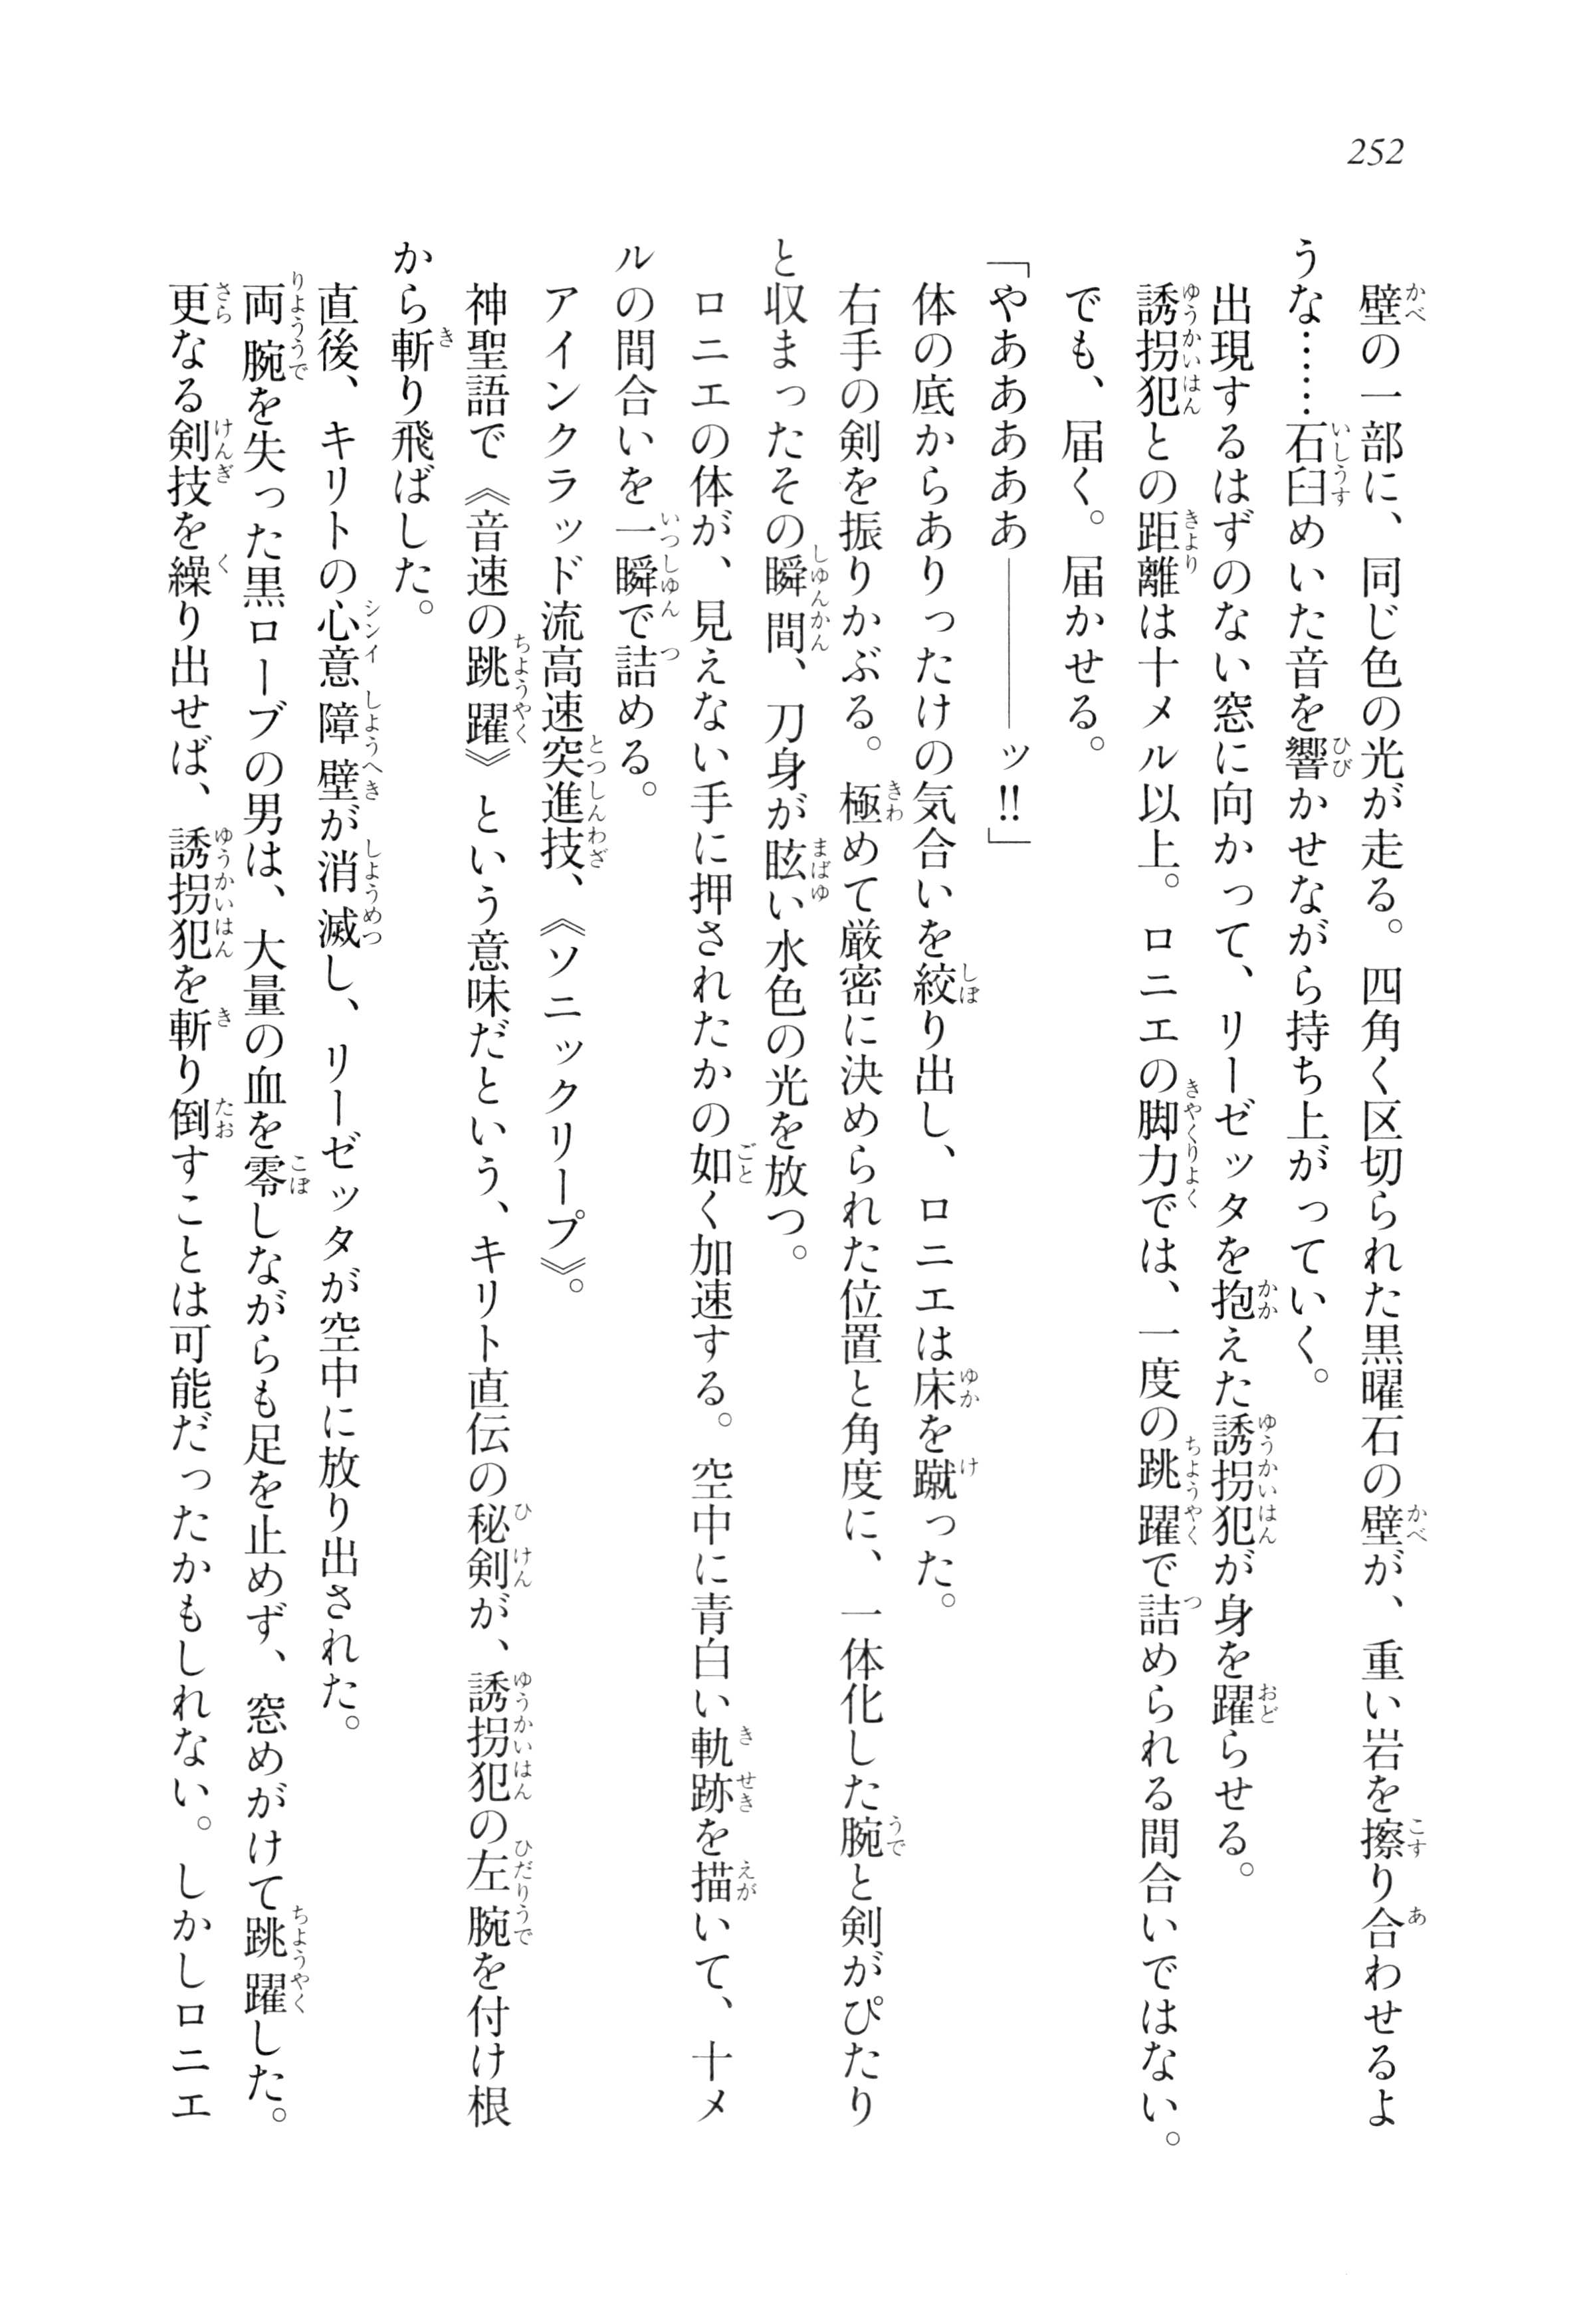 252
壁の一部に、同じ色の光が走る。四角く区切られた黒曜石の壁が、重い岩を擦り合わせるよ
うな……石臼めいた音を響かせながら持ち上がっていく。
出現するはずのない窓に向かって、リーゼッタを抱えた誘拐犯が身を躍らせる。
誘拐犯との距離は十メル以上。ロニエの脚力では、一度の跳躍で詰められる間合いではない。
でも、届く。届かせる。
「やあああああ――――ッ!!」
体の底からありったけの気合いを絞り出し、ロニエは床を蹴った。
右手の剣を振りかぶる。極めて厳密に決められた位置と角度に、一体化した腕と剣がぴたり
と収まったその瞬間、刀身が眩い水色の光を放つ。
ロニエの体が、見えない手に押されたかの如く加速する。空中に青白い軌跡を描いて、十メ
ルの間合いを一瞬で詰める。
アインクラッド流高速突進技、《ソニックリープ》。
神聖語で《音速の跳躍》という意味だという、キリト直伝の秘剣が、誘拐犯の左腕を付け根
から斬り飛ばした。
直後、キリトの心意障壁が消滅し、リーゼッタが空中に放り出された。
両腕を失った黒ローブの男は、大量の血を零しながらも足を止めず、窓めがけて跳躍した。
更なる剣技を繰り出せば、誘拐犯を斬り倒すことは可能だったかもしれない。しかしロニエ